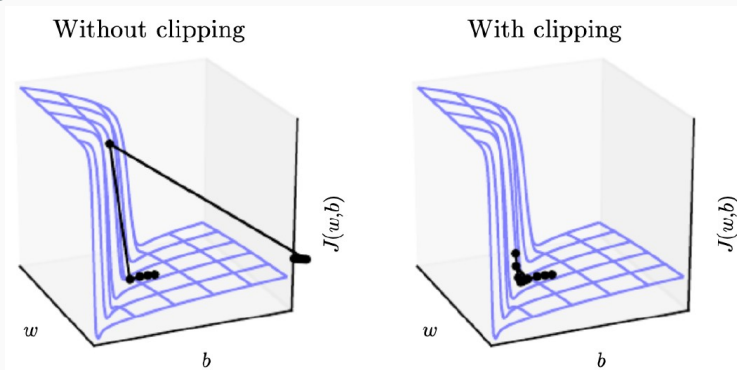 Without clipping
With clipping
J(w,b)
J(w,b)
w
b
w
b